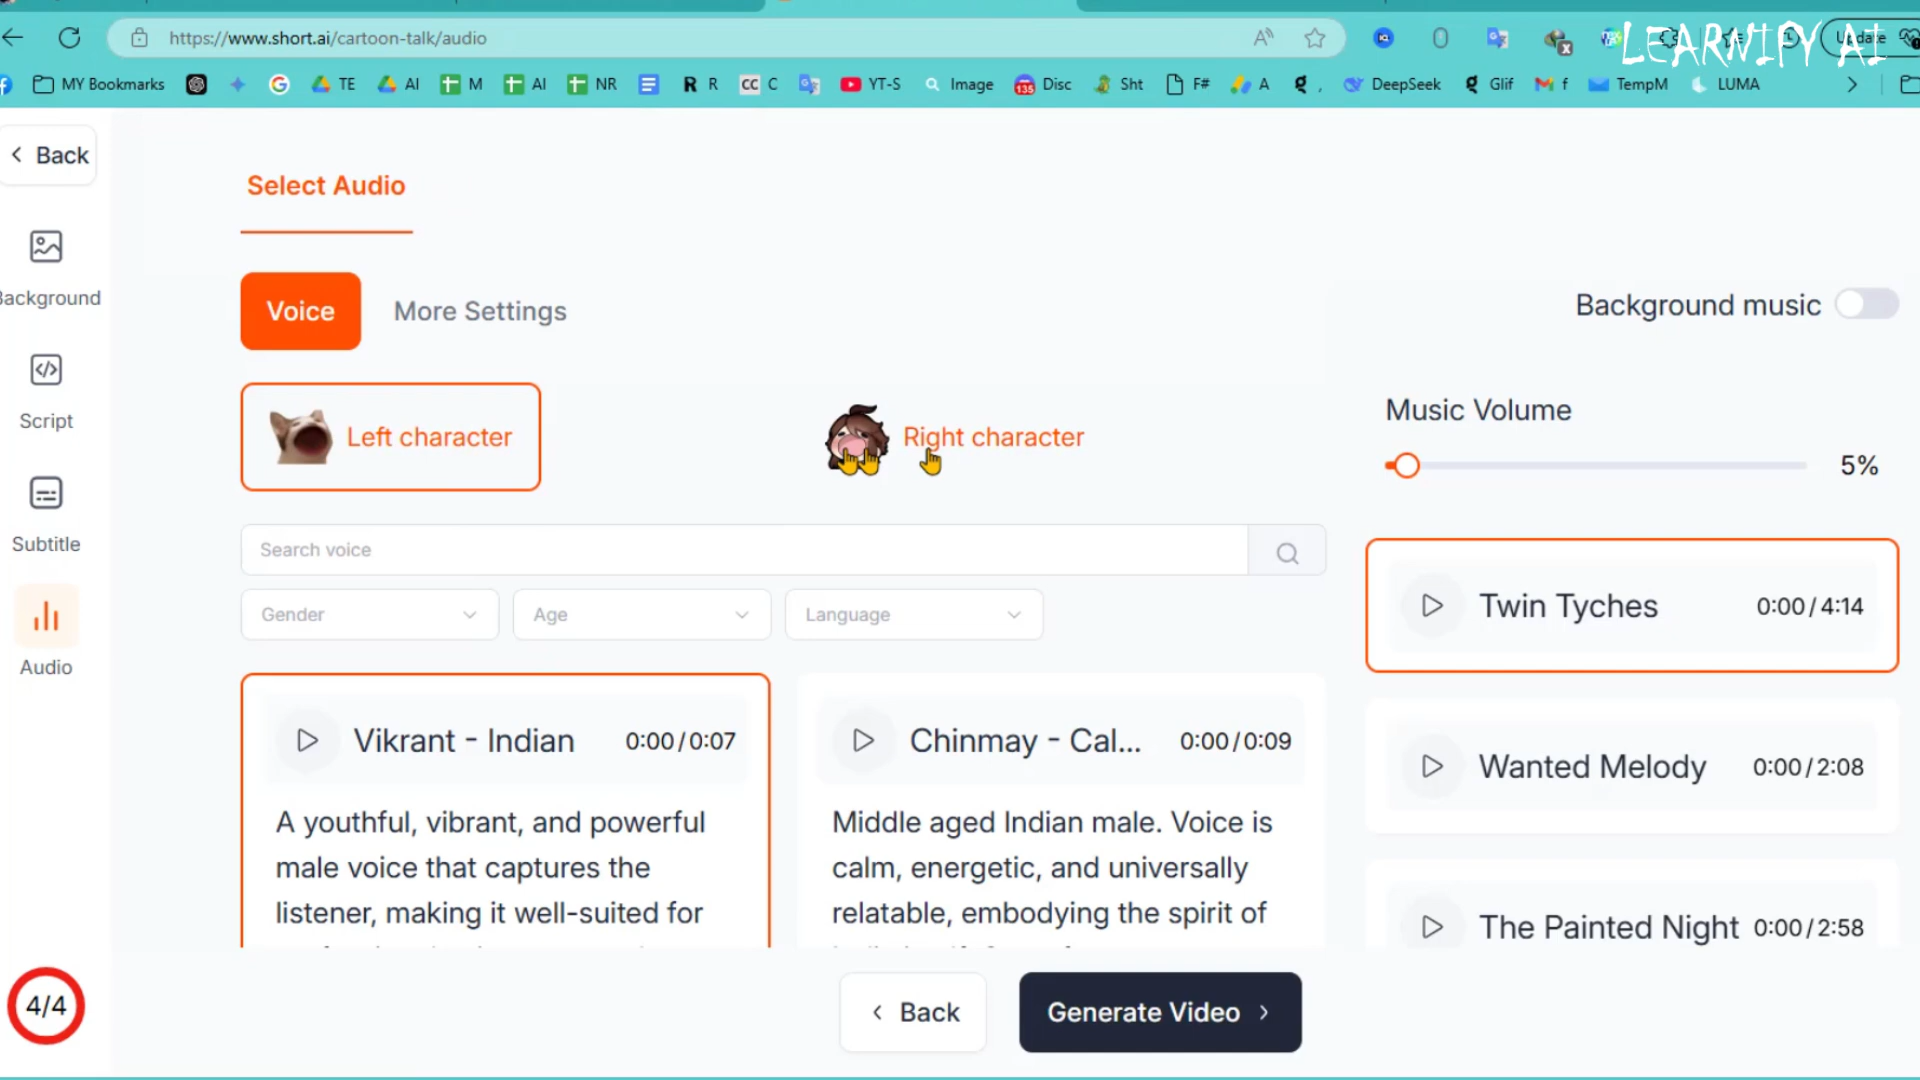 https://www.short.ai/cartoon-talk/audio
LEARNIFY AI
MY Bookmarks TE AI M AI NR R R CC C YT-S Image 135 Disc Sht F# A g , DeepSeek g Glif f TempM LUMA
Back
Background
Script
Subtitle
Audio
4/4
Select Audio
Voice More Settings
Left character Right character
Search voice
Gender Age Language
Vikrant - Indian 0:00/0:07
A youthful, vibrant, and powerful
male voice that captures the
listener, making it well-suited for
Chinmay - Cal... 0:00/0:09
Middle aged Indian male. Voice is
calm, energetic, and universally
relatable, embodying the spirit of
Background music
Music Volume
5%
Twin Tyches 0:00/4:14
Wanted Melody 0:00/2:08
The Painted Night 0:00/2:58
Back Generate Video